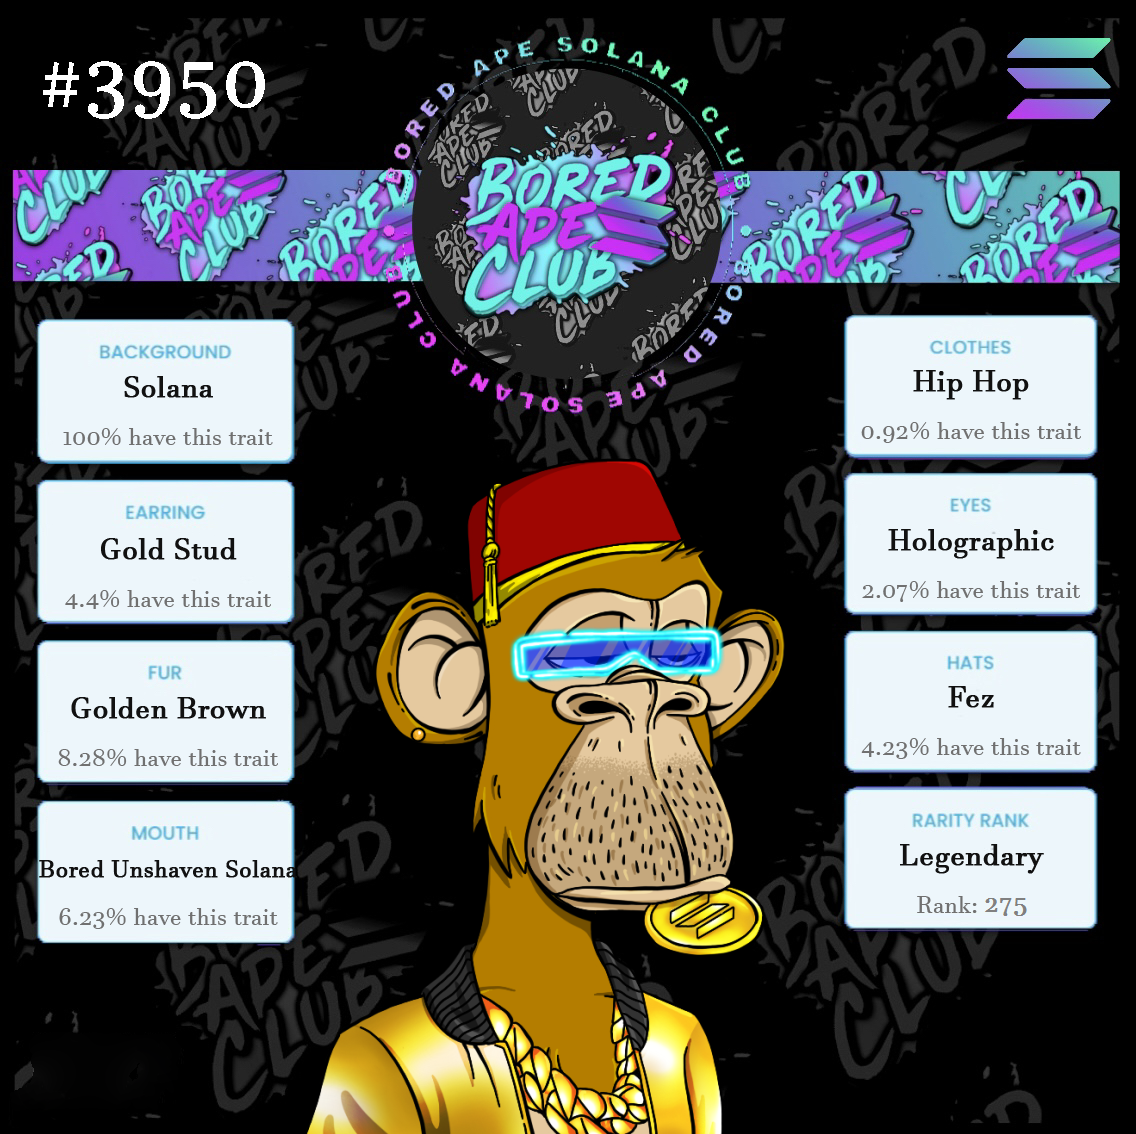 #3950
BORED APE SOLANA CLUB
BORED
APE
CLUB
BORED APE SOLANA CLUB
BACKGROUND
Solana
100% have this trait
EARRING
Gold Stud
4.4% have this trait
FUR
Golden Brown
8.28% have this trait
MOUTH
Bored Unshaven Solana
6.23% have this trait
CLOTHES
Hip Hop
0.92% have this trait
EYES
Holographic
2.07% have this trait
HATS
Fez
4.23% have this trait
RARITY RANK
Legendary
Rank: 275